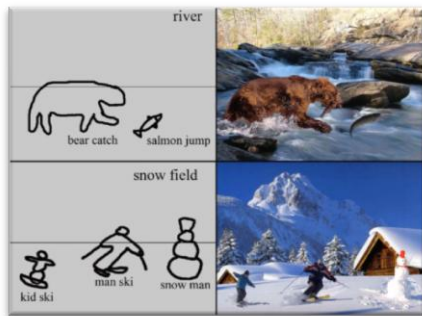 river
bear catch
salmon jump
snow field
man ski
snow man
kid ski